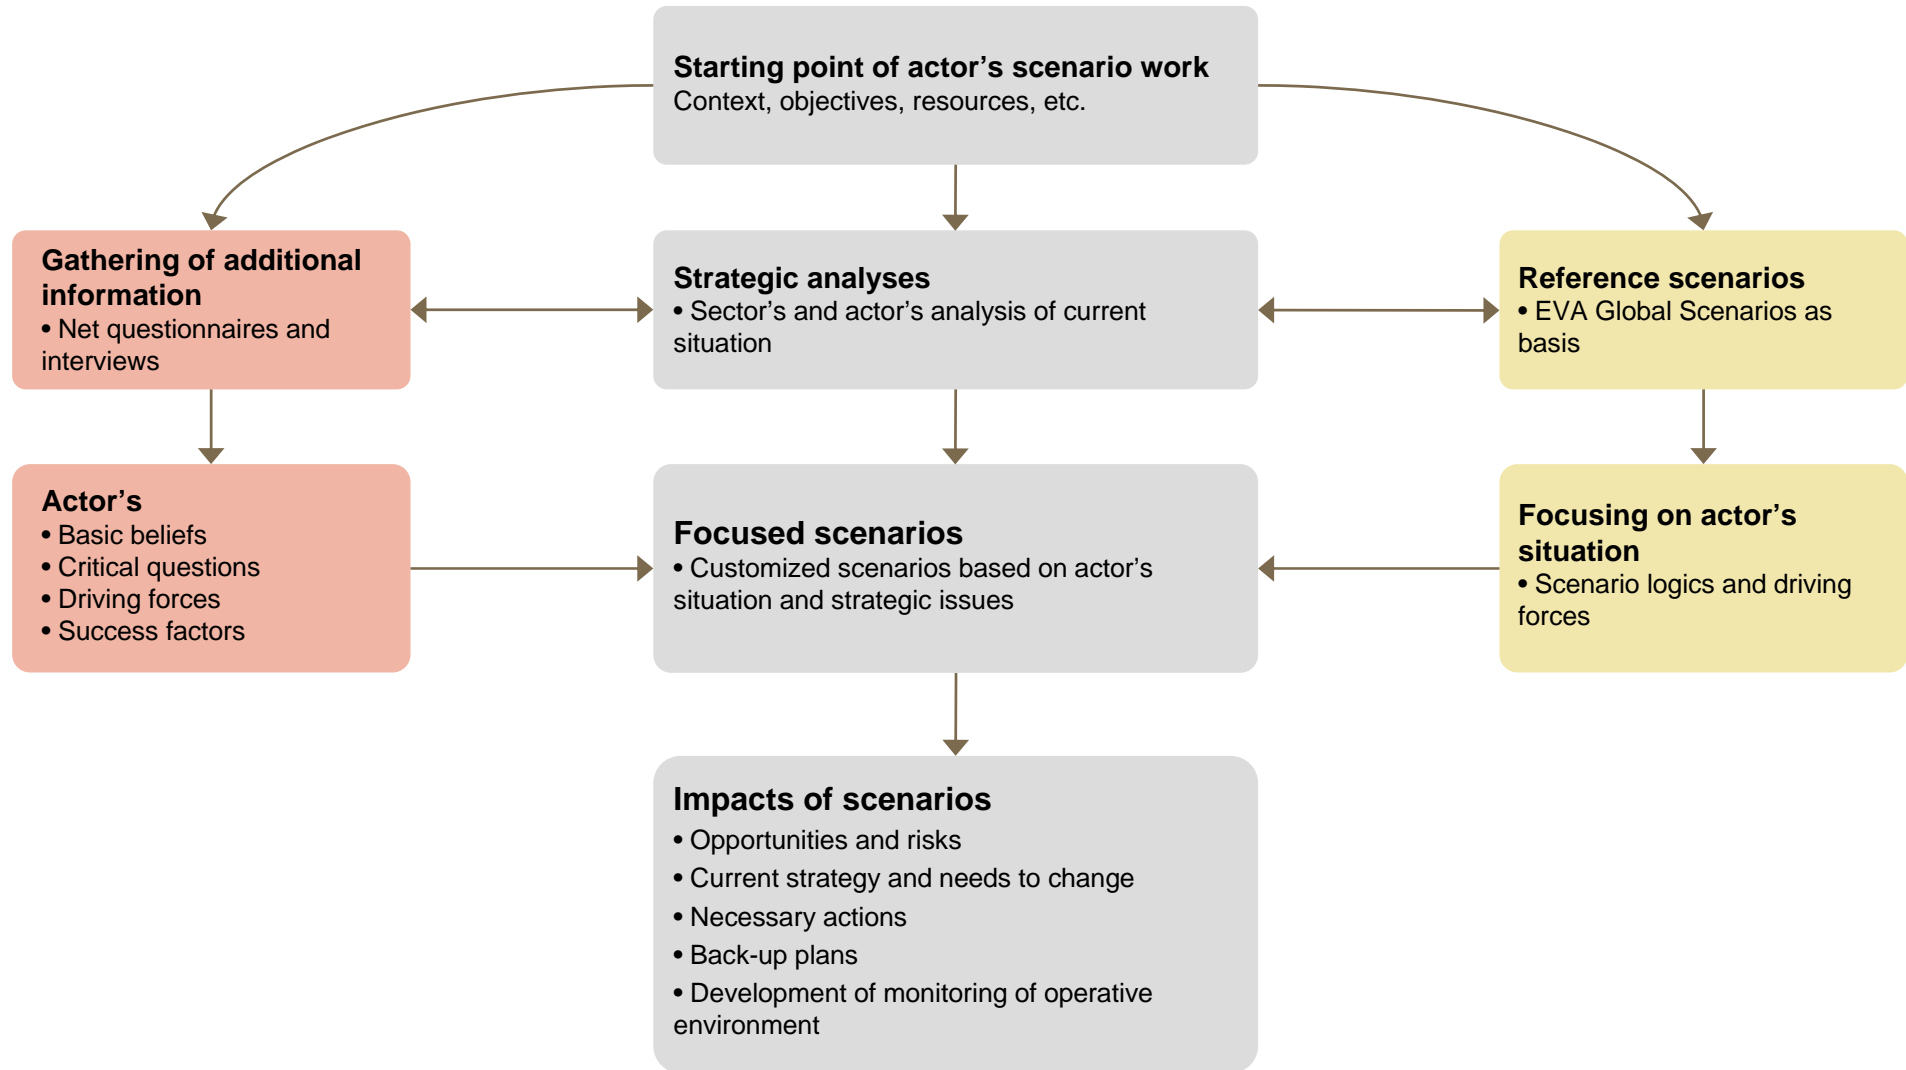 Starting point of actor’s scenario work
Context, objectives, resources, etc.
Gathering of additional
information
• Net questionnaires and
interviews
Strategic analyses
• Sector’s and actor’s analysis of current
situation
Reference scenarios
• EVA Global Scenarios as
basis
Actor’s
• Basic beliefs
• Critical questions
• Driving forces
• Success factors
Focused scenarios
• Customized scenarios based on actor’s
situation and strategic issues
Focusing on actor’s
situation
• Scenario logics and driving
forces
Impacts of scenarios
• Opportunities and risks
• Current strategy and needs to change
• Necessary actions
• Back-up plans
• Development of monitoring of operative
environment